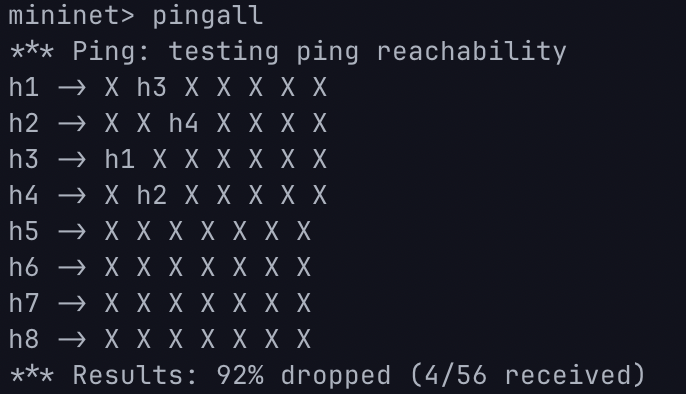 mininet> pingall
*** Ping: testing ping reachability
h1 -> X h3 X X X X X
h2 -> X X h4 X X X X
h3 -> h1 X X X X X X
h4 -> X h2 X X X X X
h5 -> X X X X X X X
h6 -> X X X X X X X
h7 -> X X X X X X X
h8 -> X X X X X X X
*** Results: 92% dropped (4/56 received)